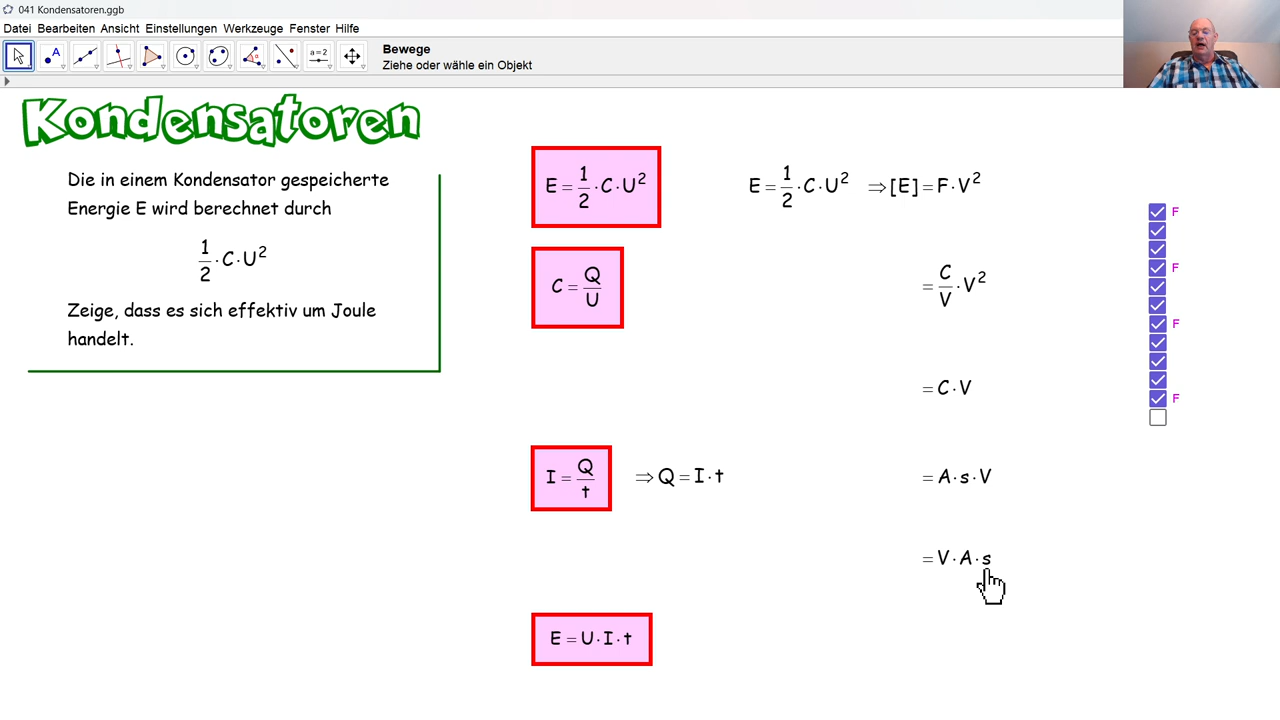 041 Kondensatoren.ggb
Datei Bearbeiten Ansicht Einstellungen Werkzeuge Fenster Hilfe
A
a=2
Bewege
Ziehe oder wähle ein Objekt
Kondensatoren
Die in einem Kondensator gespeicherte
Energie E wird berechnet durch
1/2 · C · U²
Zeige, dass es sich effektiv um Joule
handelt.
E = 1/2 · C · U²
E = 1/2 · C · U² ⇒ [E] = F · V²
C = Q/U
= C/V · V²
= C · V
I = Q/t ⇒ Q = I · t
= A · s · V
= V · A · s
E = U · I · t
F
F
F
F